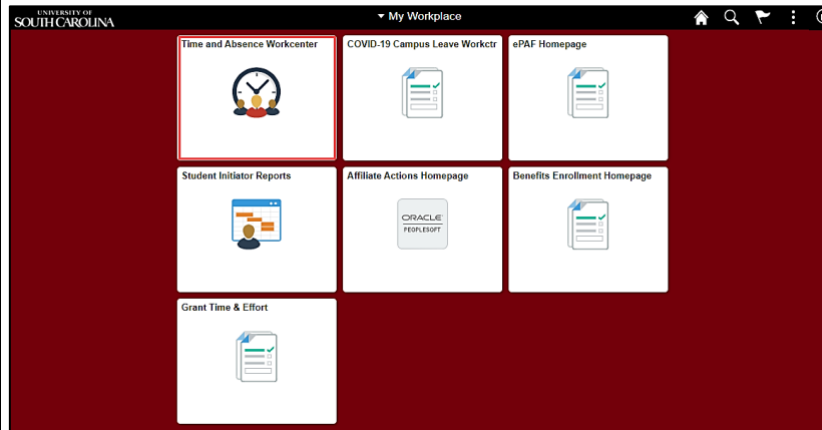 UNIVERSITY OF
SOUTH CAROLINA
My Workplace
Time and Absence Workcenter
COVID-19 Campus Leave Workctr
ePAF Homepage
Student Initiator Reports
Affiliate Actions Homepage
Benefits Enrollment Homepage
ORACLE'
PEOPLESOFT
Grant Time & Effort